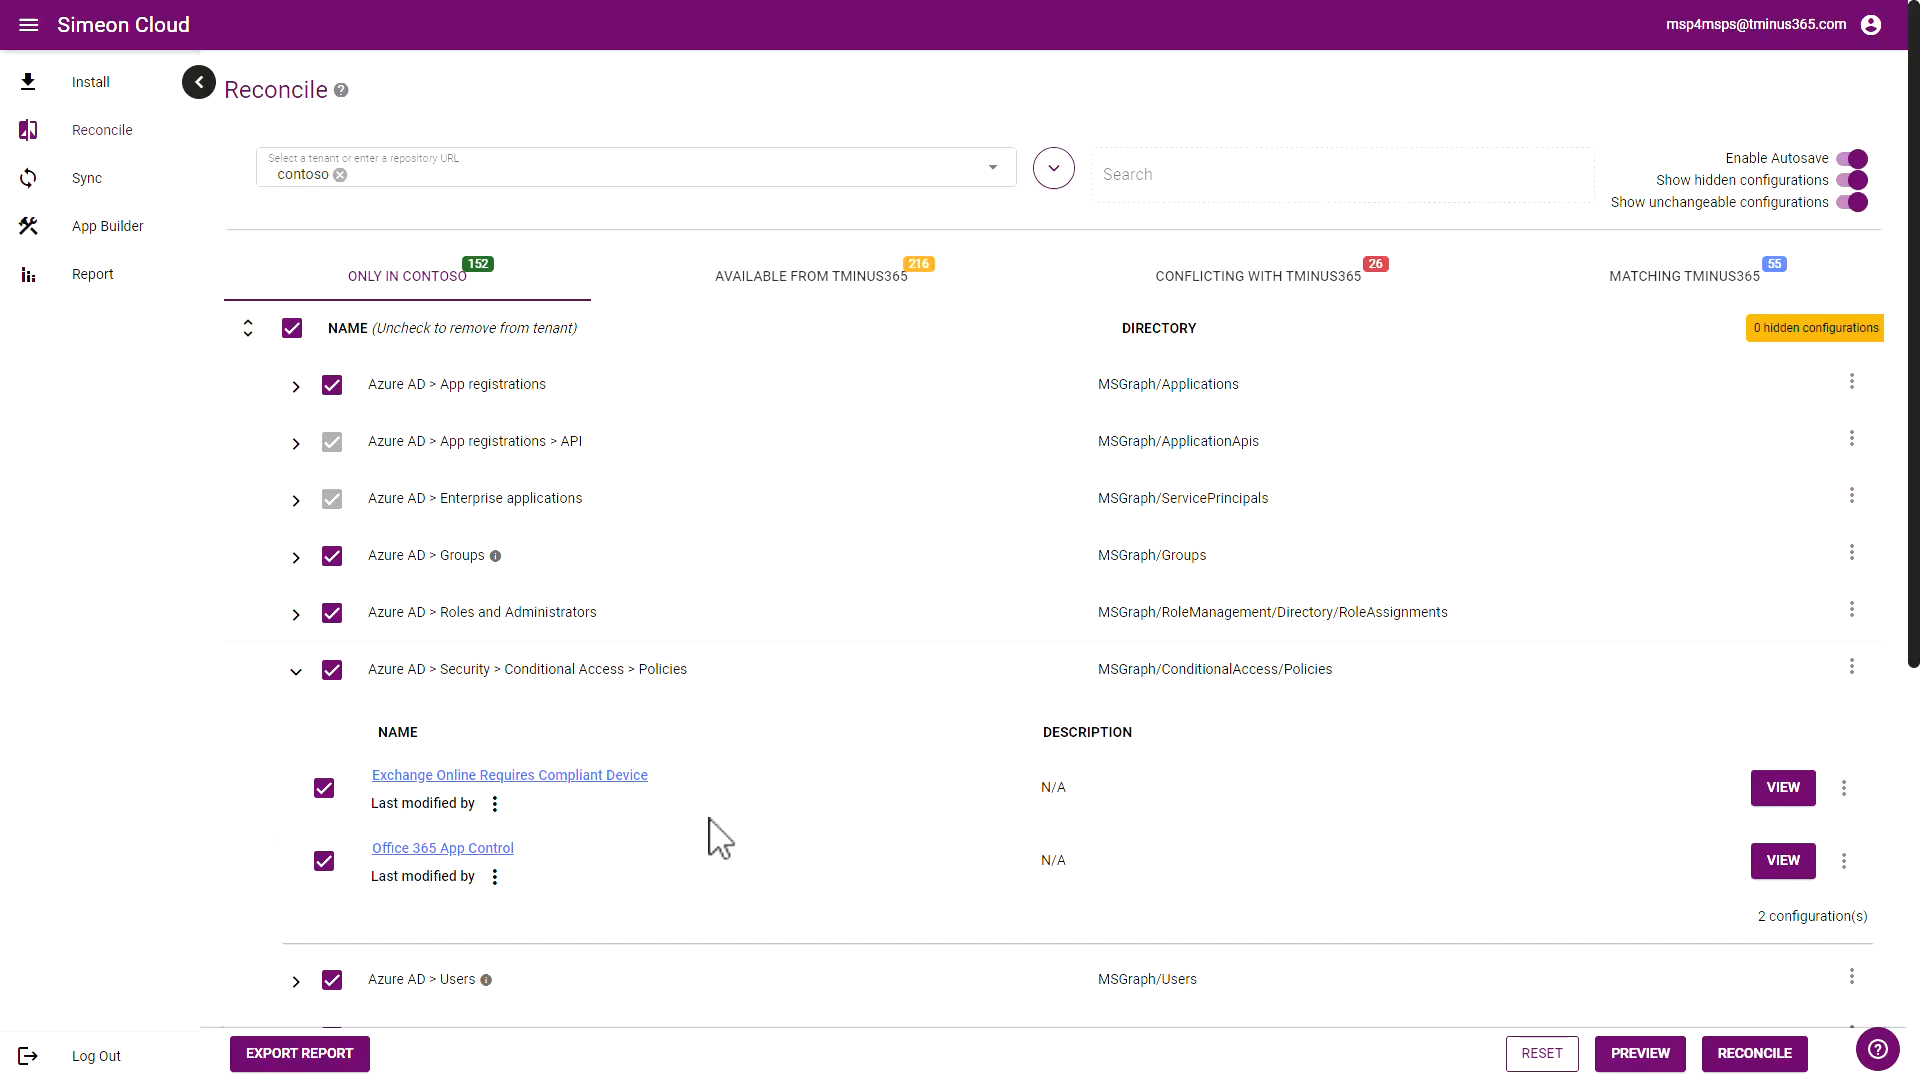 Simeon Cloud
msp4msps@tminus365.com
Install
Reconcile
Sync
App Builder
Report
Log Out
Reconcile
Select a tenant or enter a repository URL
contoso
Search
Enable Autosave
Show hidden configurations
Show unchangeable configurations
ONLY IN CONTOSO 152
AVAILABLE FROM TMINUS365 216
CONFLICTING WITH TMINUS365 26
MATCHING TMINUS365 55
NAME (Uncheck to remove from tenant) DIRECTORY 0 hidden configurations
Azure AD > App registrations MSGraph/Applications
Azure AD > App registrations > API MSGraph/ApplicationApis
Azure AD > Enterprise applications MSGraph/ServicePrincipals
Azure AD > Groups MSGraph/Groups
Azure AD > Roles and Administrators MSGraph/RoleManagement/Directory/RoleAssignments
Azure AD > Security > Conditional Access > Policies MSGraph/ConditionalAccess/Policies
NAME DESCRIPTION
Exchange Online Requires Compliant Device N/A VIEW
Last modified by
Office 365 App Control N/A VIEW
Last modified by
2 configuration(s)
Azure AD > Users MSGraph/Users
EXPORT REPORT RESET PREVIEW RECONCILE